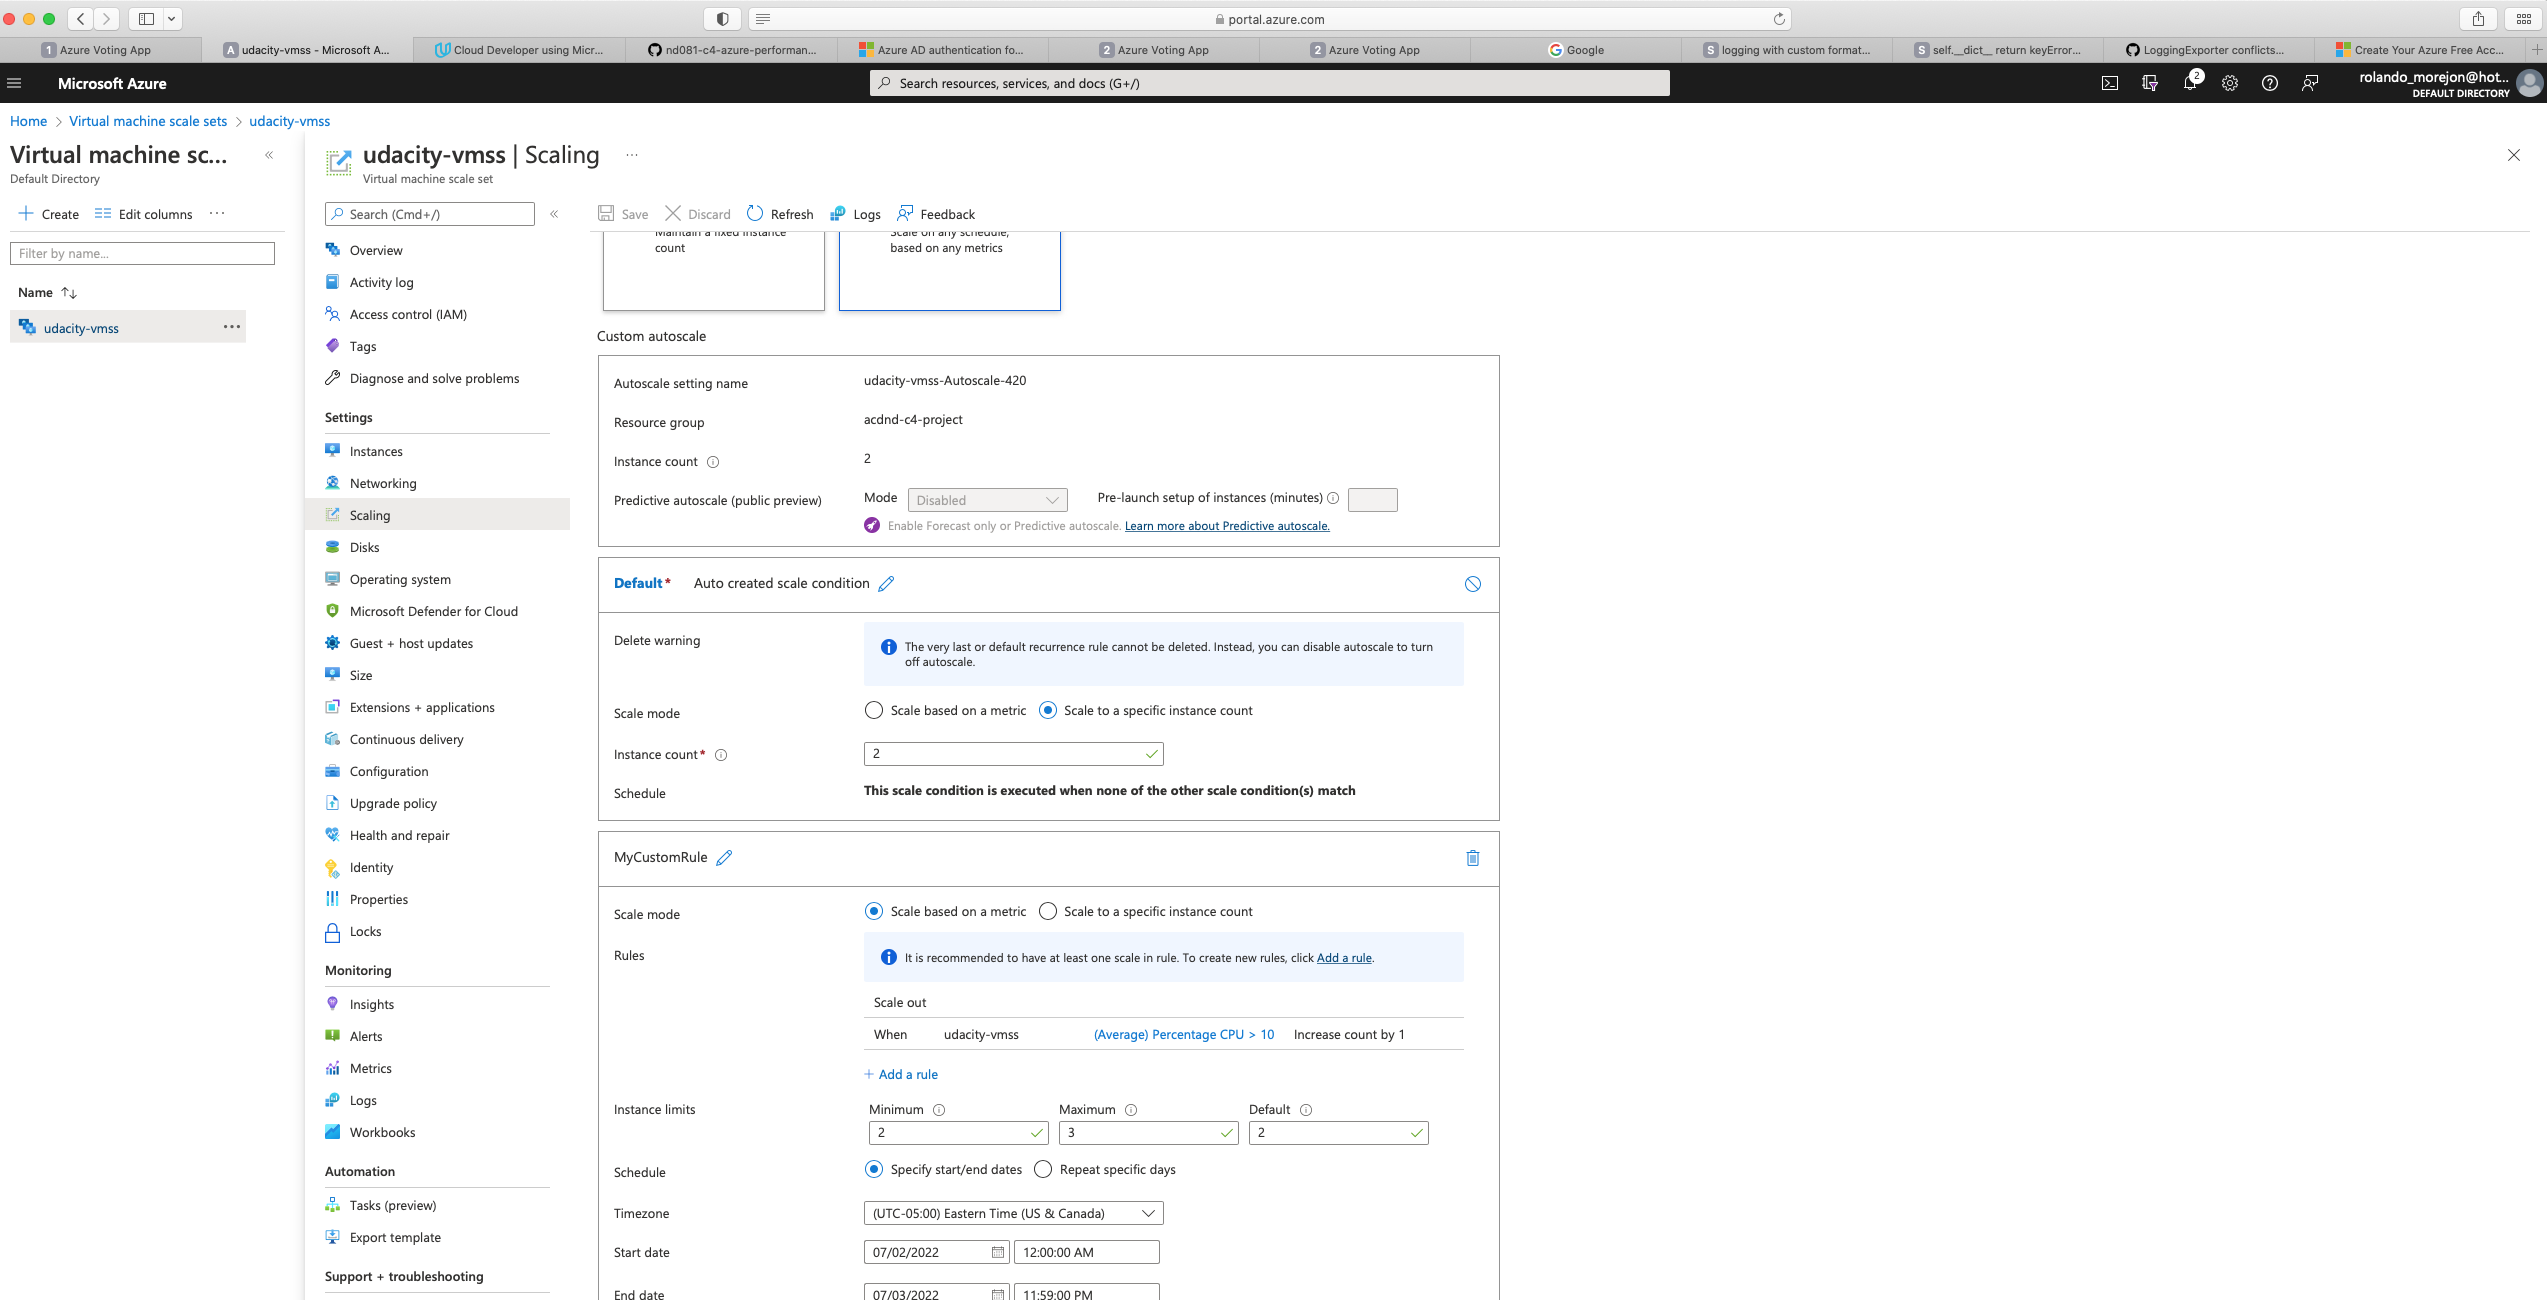 portal.azure.com
1 Azure Voting App
A udacity-vmss - Microsoft A...
Cloud Developer using Micr...
nd081-c4-azure-performan...
Azure AD authentication fo...
2 Azure Voting App
2 Azure Voting App
Google
S logging with custom format...
S self.__dict__ return keyError...
LoggingExporter conflicts...
Create Your Azure Free Acc...
Microsoft Azure
Search resources, services, and docs (G+/)
2
rolando_morejon@hot...
DEFAULT DIRECTORY
Home > Virtual machine scale sets > udacity-vmss
Virtual machine sc...
Default Directory
Create
Edit columns
Filter by name...
Name
udacity-vmss
udacity-vmss | Scaling
Virtual machine scale set
Search (Cmd+/)
Overview
Activity log
Access control (IAM)
Tags
Diagnose and solve problems
Settings
Instances
Networking
Scaling
Disks
Operating system
Microsoft Defender for Cloud
Guest + host updates
Size
Extensions + applications
Continuous delivery
Configuration
Upgrade policy
Health and repair
Identity
Properties
Locks
Monitoring
Insights
Alerts
Metrics
Logs
Workbooks
Automation
Tasks (preview)
Export template
Support + troubleshooting
Save
Discard
Refresh
Logs
Feedback
Maintain a fixed instance
count
Scale on any schedule,
based on any metrics
Custom autoscale
Autoscale setting name udacity-vmss-Autoscale-420
Resource group acdnd-c4-project
Instance count 2
Predictive autoscale (public preview) Mode Disabled Pre-launch setup of instances (minutes)
Enable Forecast only or Predictive autoscale. Learn more about Predictive autoscale.
Default* Auto created scale condition
Delete warning
The very last or default recurrence rule cannot be deleted. Instead, you can disable autoscale to turn
off autoscale.
Scale mode Scale based on a metric Scale to a specific instance count
Instance count* 2
Schedule This scale condition is executed when none of the other scale condition(s) match
MyCustomRule
Scale mode Scale based on a metric Scale to a specific instance count
Rules It is recommended to have at least one scale in rule. To create new rules, click Add a rule.
Scale out
When udacity-vmss (Average) Percentage CPU > 10 Increase count by 1
+ Add a rule
Instance limits Minimum Maximum Default
2 3 2
Schedule Specify start/end dates Repeat specific days
Timezone (UTC-05:00) Eastern Time (US & Canada)
Start date 07/02/2022 12:00:00 AM
End date 07/03/2022 11:59:00 PM